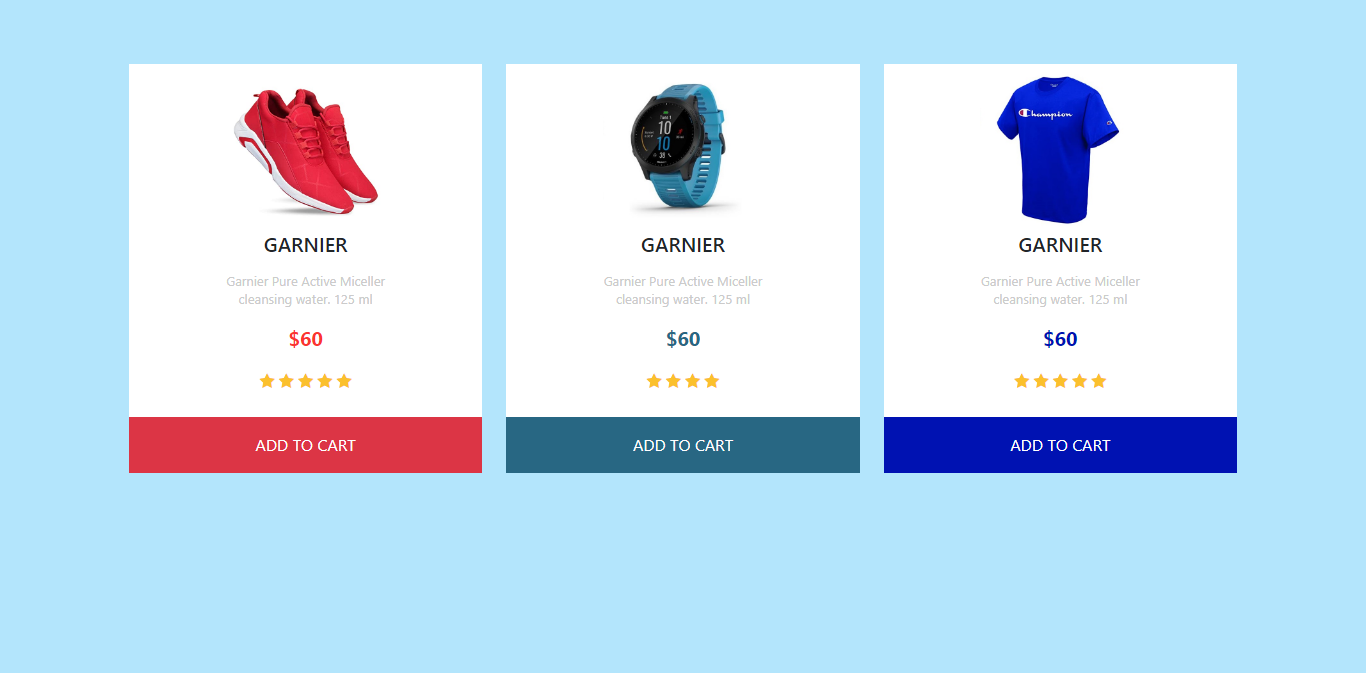 Champion
10
10
38
GARNIER
Garnier Pure Active Miceller
cleansing water. 125 ml
$60
ADD TO CART
GARNIER
Garnier Pure Active Miceller
cleansing water. 125 ml
$60
ADD TO CART
GARNIER
Garnier Pure Active Miceller
cleansing water. 125 ml
$60
ADD TO CART